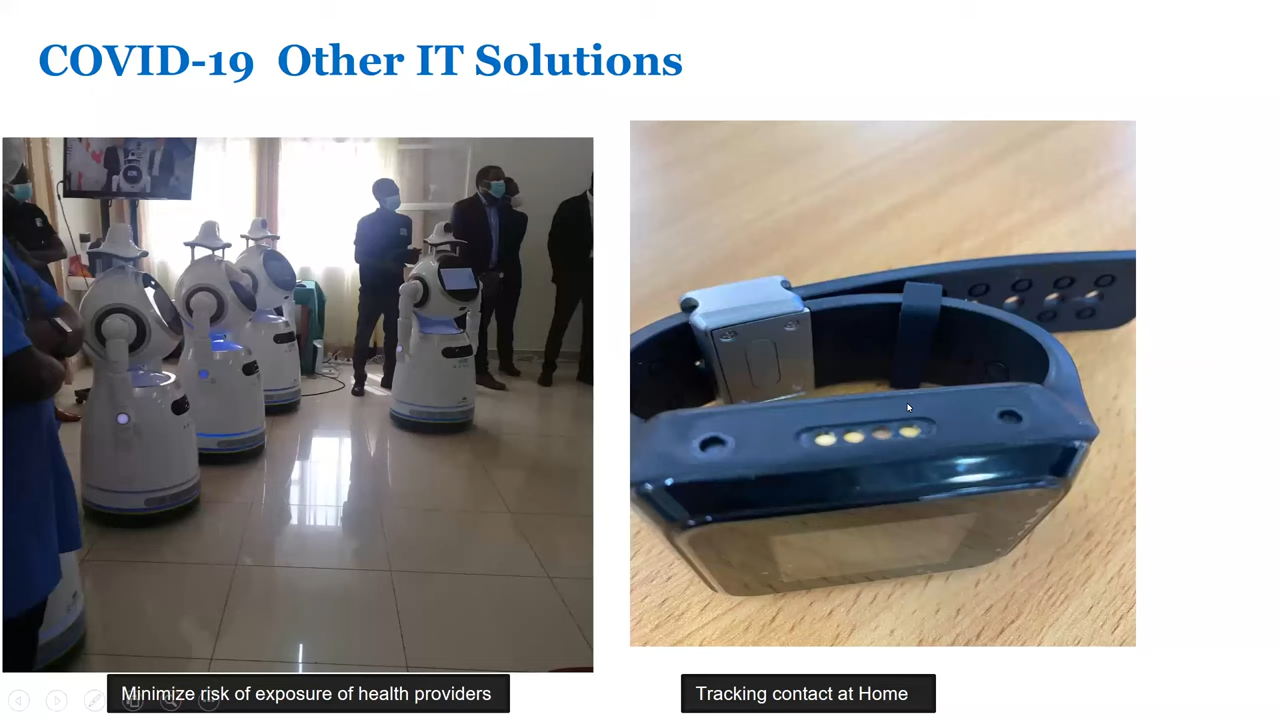 COVID-19 Other IT Solutions
Minimize risk of exposure of health providers
Tracking contact at Home